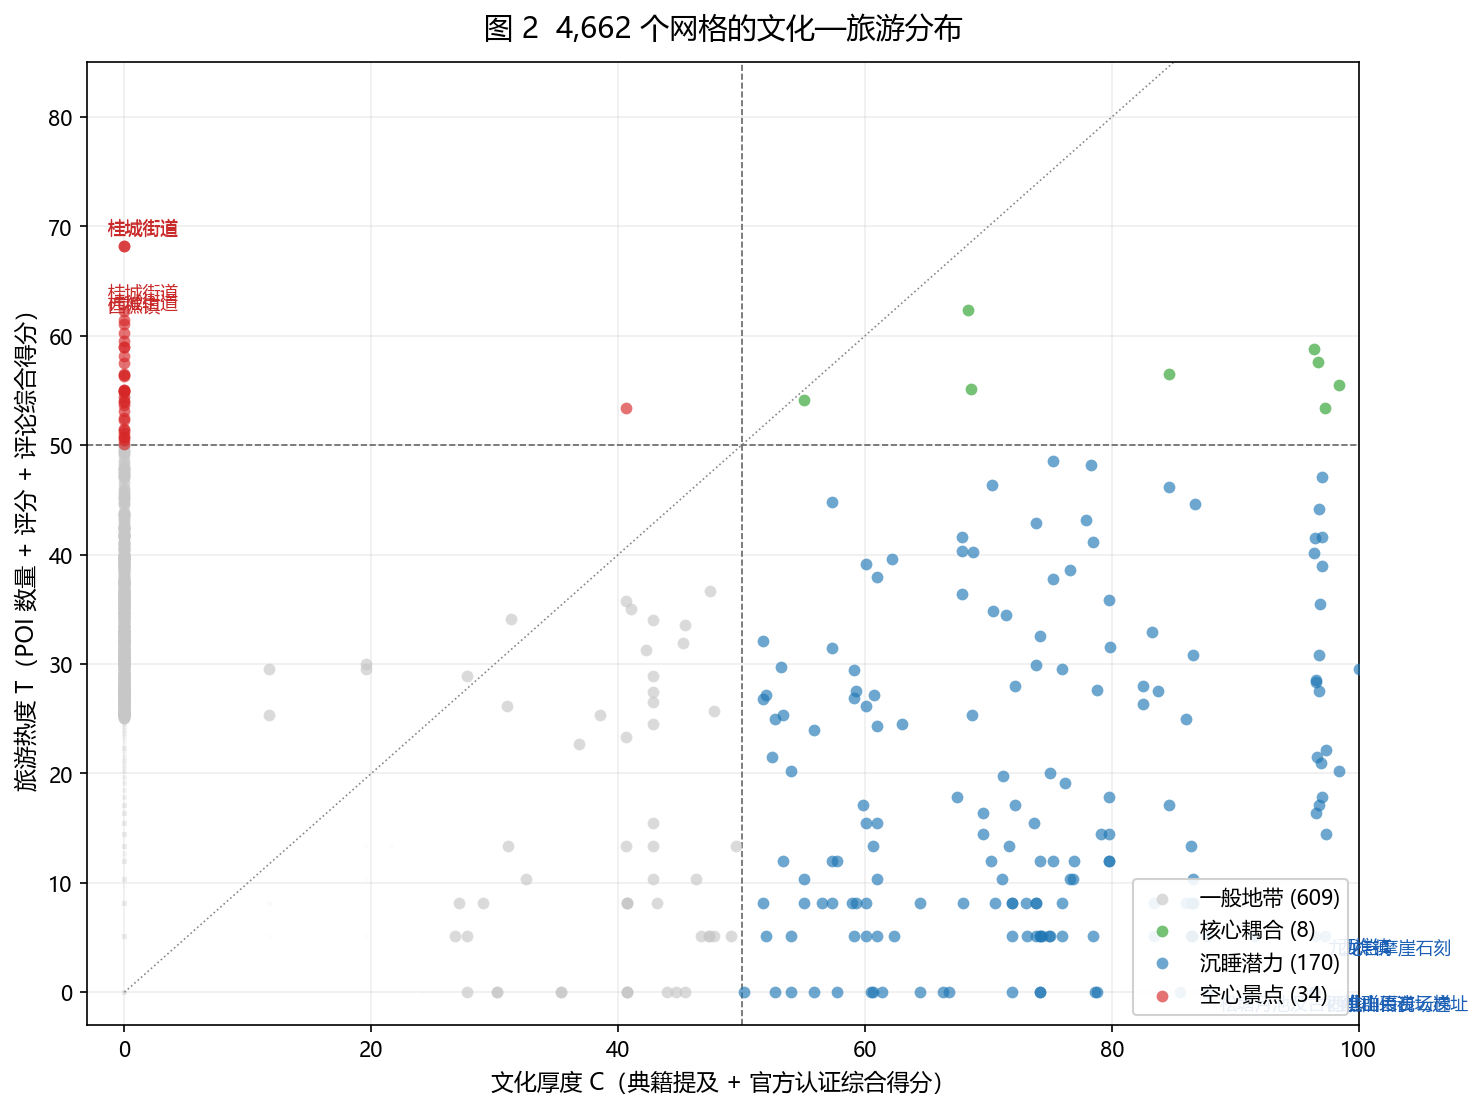 图 2  4,662 个网格的文化—旅游分布
旅游热度 T（POI 数量 + 评分 + 评论综合得分）
80
70
60
50
40
30
20
10
0
桂城街道
桂城街道
一般地带 (609)
核心耦合 (8)
沉睡潜力 (170)
空心景点 (34)
摩崖石刻
0
20
40
60
80
100
文化厚度 C（典籍提及 + 官方认证综合得分）